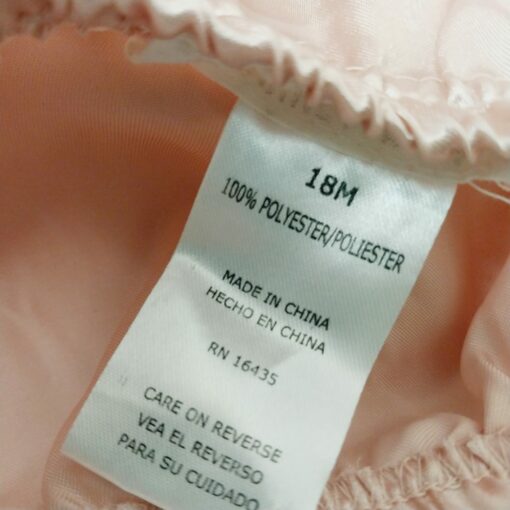 18M
100% POLYESTER/POLIESTER
MADE IN CHINA
HECHO EN CHINA
RN 16435
CARE ON REVERSE
VEA EL REVERSO
PARA SU CUIDADO